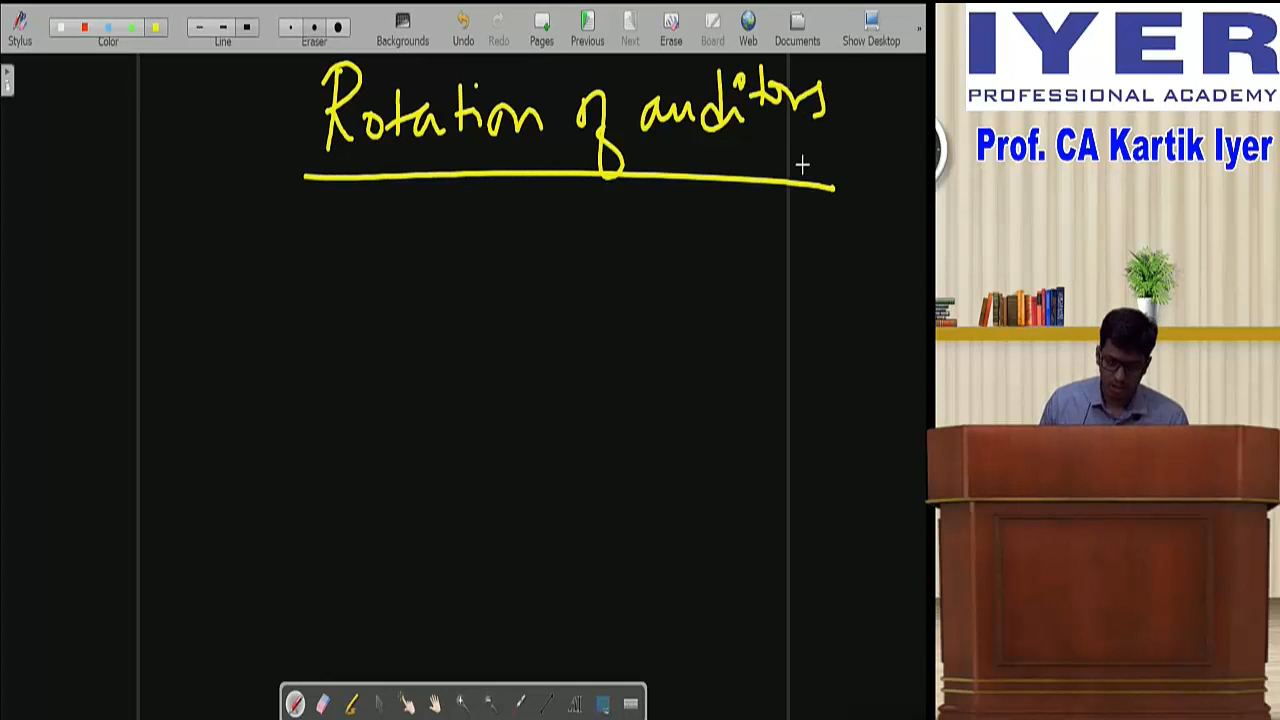 Stylus
Color
Line
Eraser
Backgrounds
Undo
Redo
Pages
Previous
Next
Erase
Board
Web
Documents
Show Desktop
»
Rotation of auditors
IYER
PROFESSIONAL ACADEMY
Prof. CA Kartik Iyer
AI